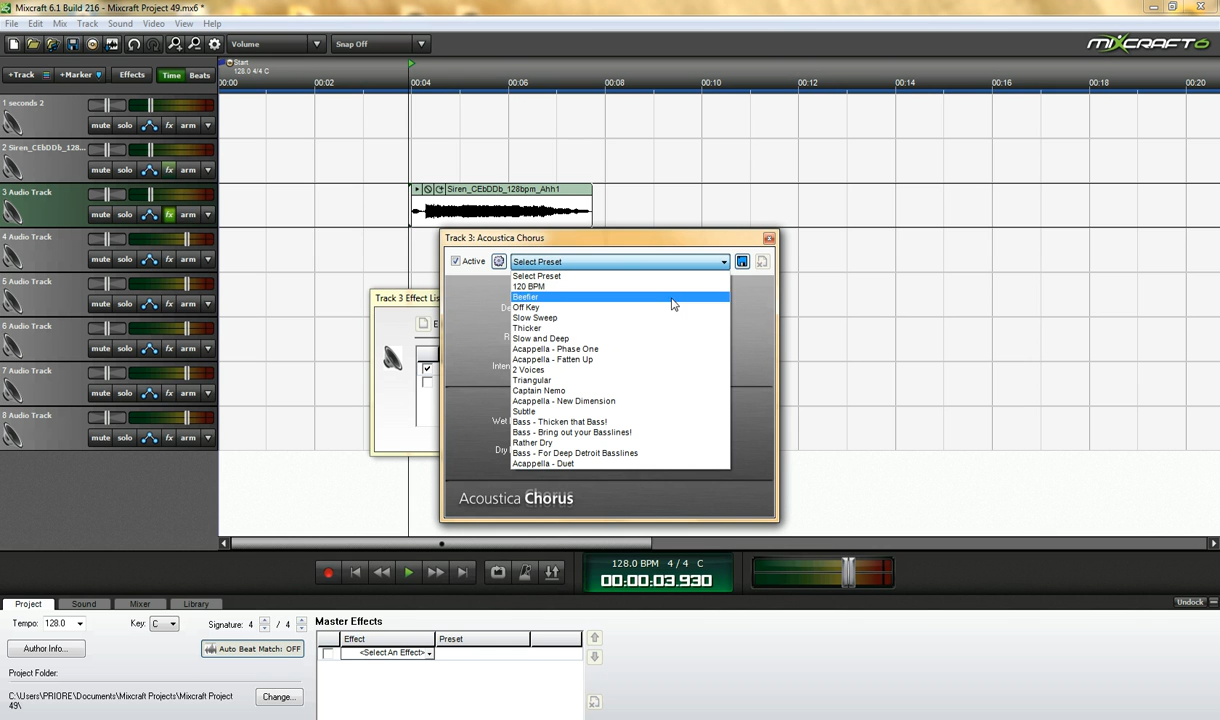 Mixcraft 6.1 Build 216 - Mixcraft Project 49.mx6 *
File Edit Mix Track Sound Video View Help
Volume Snap Off MIXCRAFT6
+Track +Marker Effects Time Beats
Start
128.0 4/4 C
00:00 00:02 00:04 00:06 00:08 00:10 00:12 00:14 00:16 00:18 00:20
1 seconds 2
mute solo fx arm
2 Siren_CEbDDb_128...
mute solo fx arm
3 Audio Track
mute solo fx arm
Siren_CEbDDb_128bpm_Ahh1
4 Audio Track
mute solo fx arm
5 Audio Track
mute solo fx arm
6 Audio Track
mute solo fx arm
7 Audio Track
mute solo fx arm
8 Audio Track
mute solo fx arm
Track 3 Effect Lis
Track 3: Acoustica Chorus
Active Select Preset
Select Preset
120 BPM
Beefier
Off Key
Slow Sweep
Thicker
Slow and Deep
Acappella - Phase One
Acappella - Fatten Up
2 Voices
Triangular
Captain Nemo
Acappella - New Dimension
Subtle
Bass - Thicken that Bass!
Bass - Bring out your Basslines!
Rather Dry
Bass - For Deep Detroit Basslines
Acappella - Duet
De
R
Inten
Wet
Dry
Acoustica Chorus
128.0 BPM 4 / 4 C
00:00:03.930
Project Sound Mixer Library Undock
Tempo: 128.0 Key: C Signature: 4 / 4
Author Info... Auto Beat Match: OFF
Project Folder:
C:\Users\PRIORE\Documents\Mixcraft Projects\Mixcraft Project
49\
Change...
Master Effects
Effect Preset
<Select An Effect>